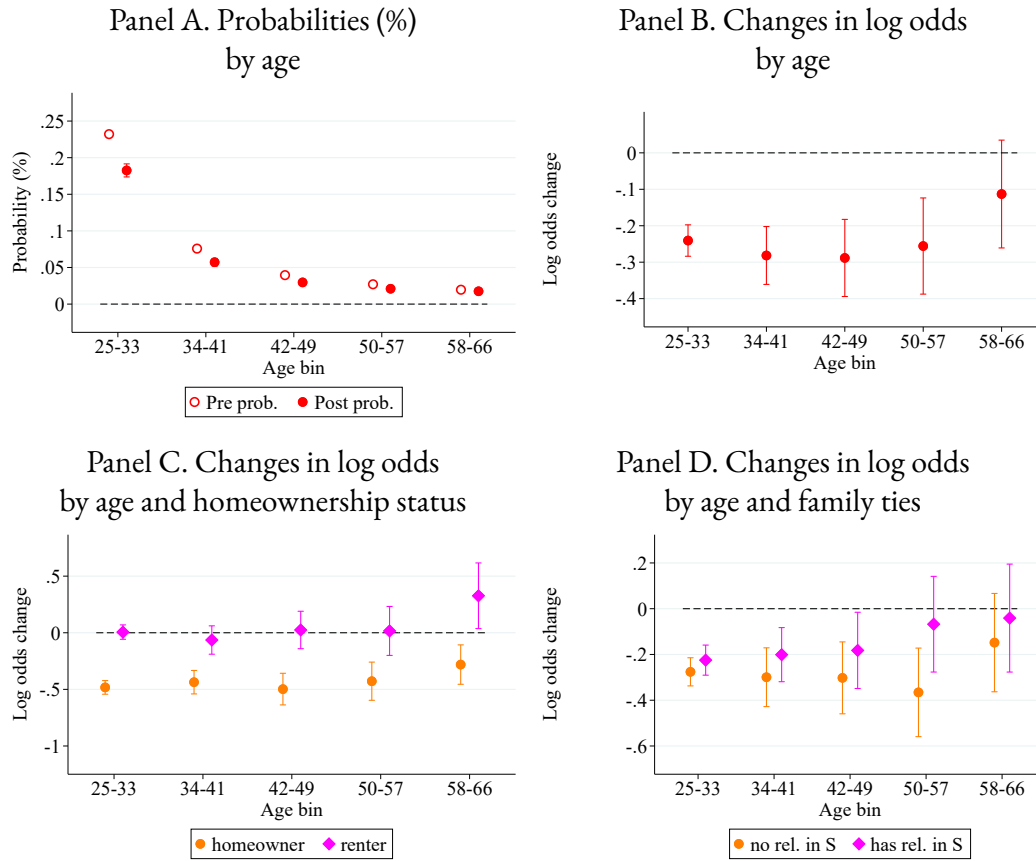 Panel A. Probabilities (%)
by age
Probability (%)
.25
.2
.15
.1
.05
0
25-33 34-41 42-49 50-57 58-66
Age bin
Pre prob. Post prob.
Panel B. Changes in log odds
by age
Log odds change
0
-.1
-.2
-.3
-.4
25-33 34-41 42-49 50-57 58-66
Age bin
Panel C. Changes in log odds
by age and homeownership status
Log odds change
.5
0
-.5
-1
25-33 34-41 42-49 50-57 58-66
Age bin
homeowner renter
Panel D. Changes in log odds
by age and family ties
Log odds change
.2
0
-.2
-.4
-.6
25-33 34-41 42-49 50-57 58-66
Age bin
no rel. in S has rel. in S